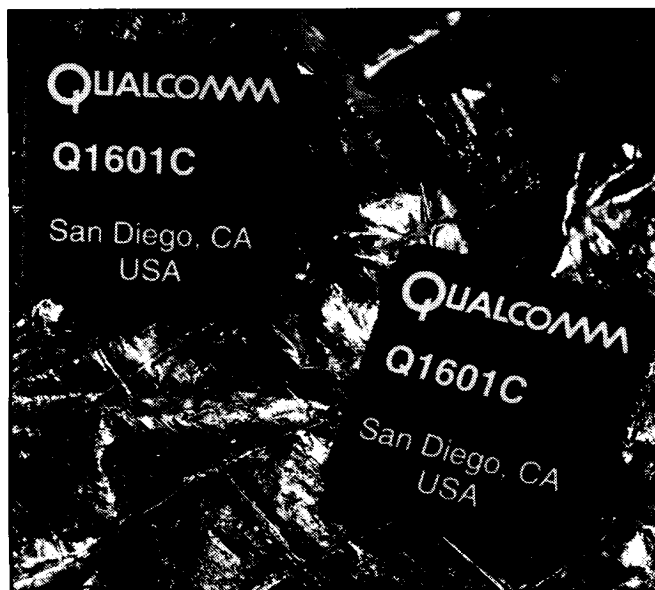 QUALCOMM
Q1601C
San Diego, CA
USA
QUALCOMM
Q1601C
San Diego, CA
USA